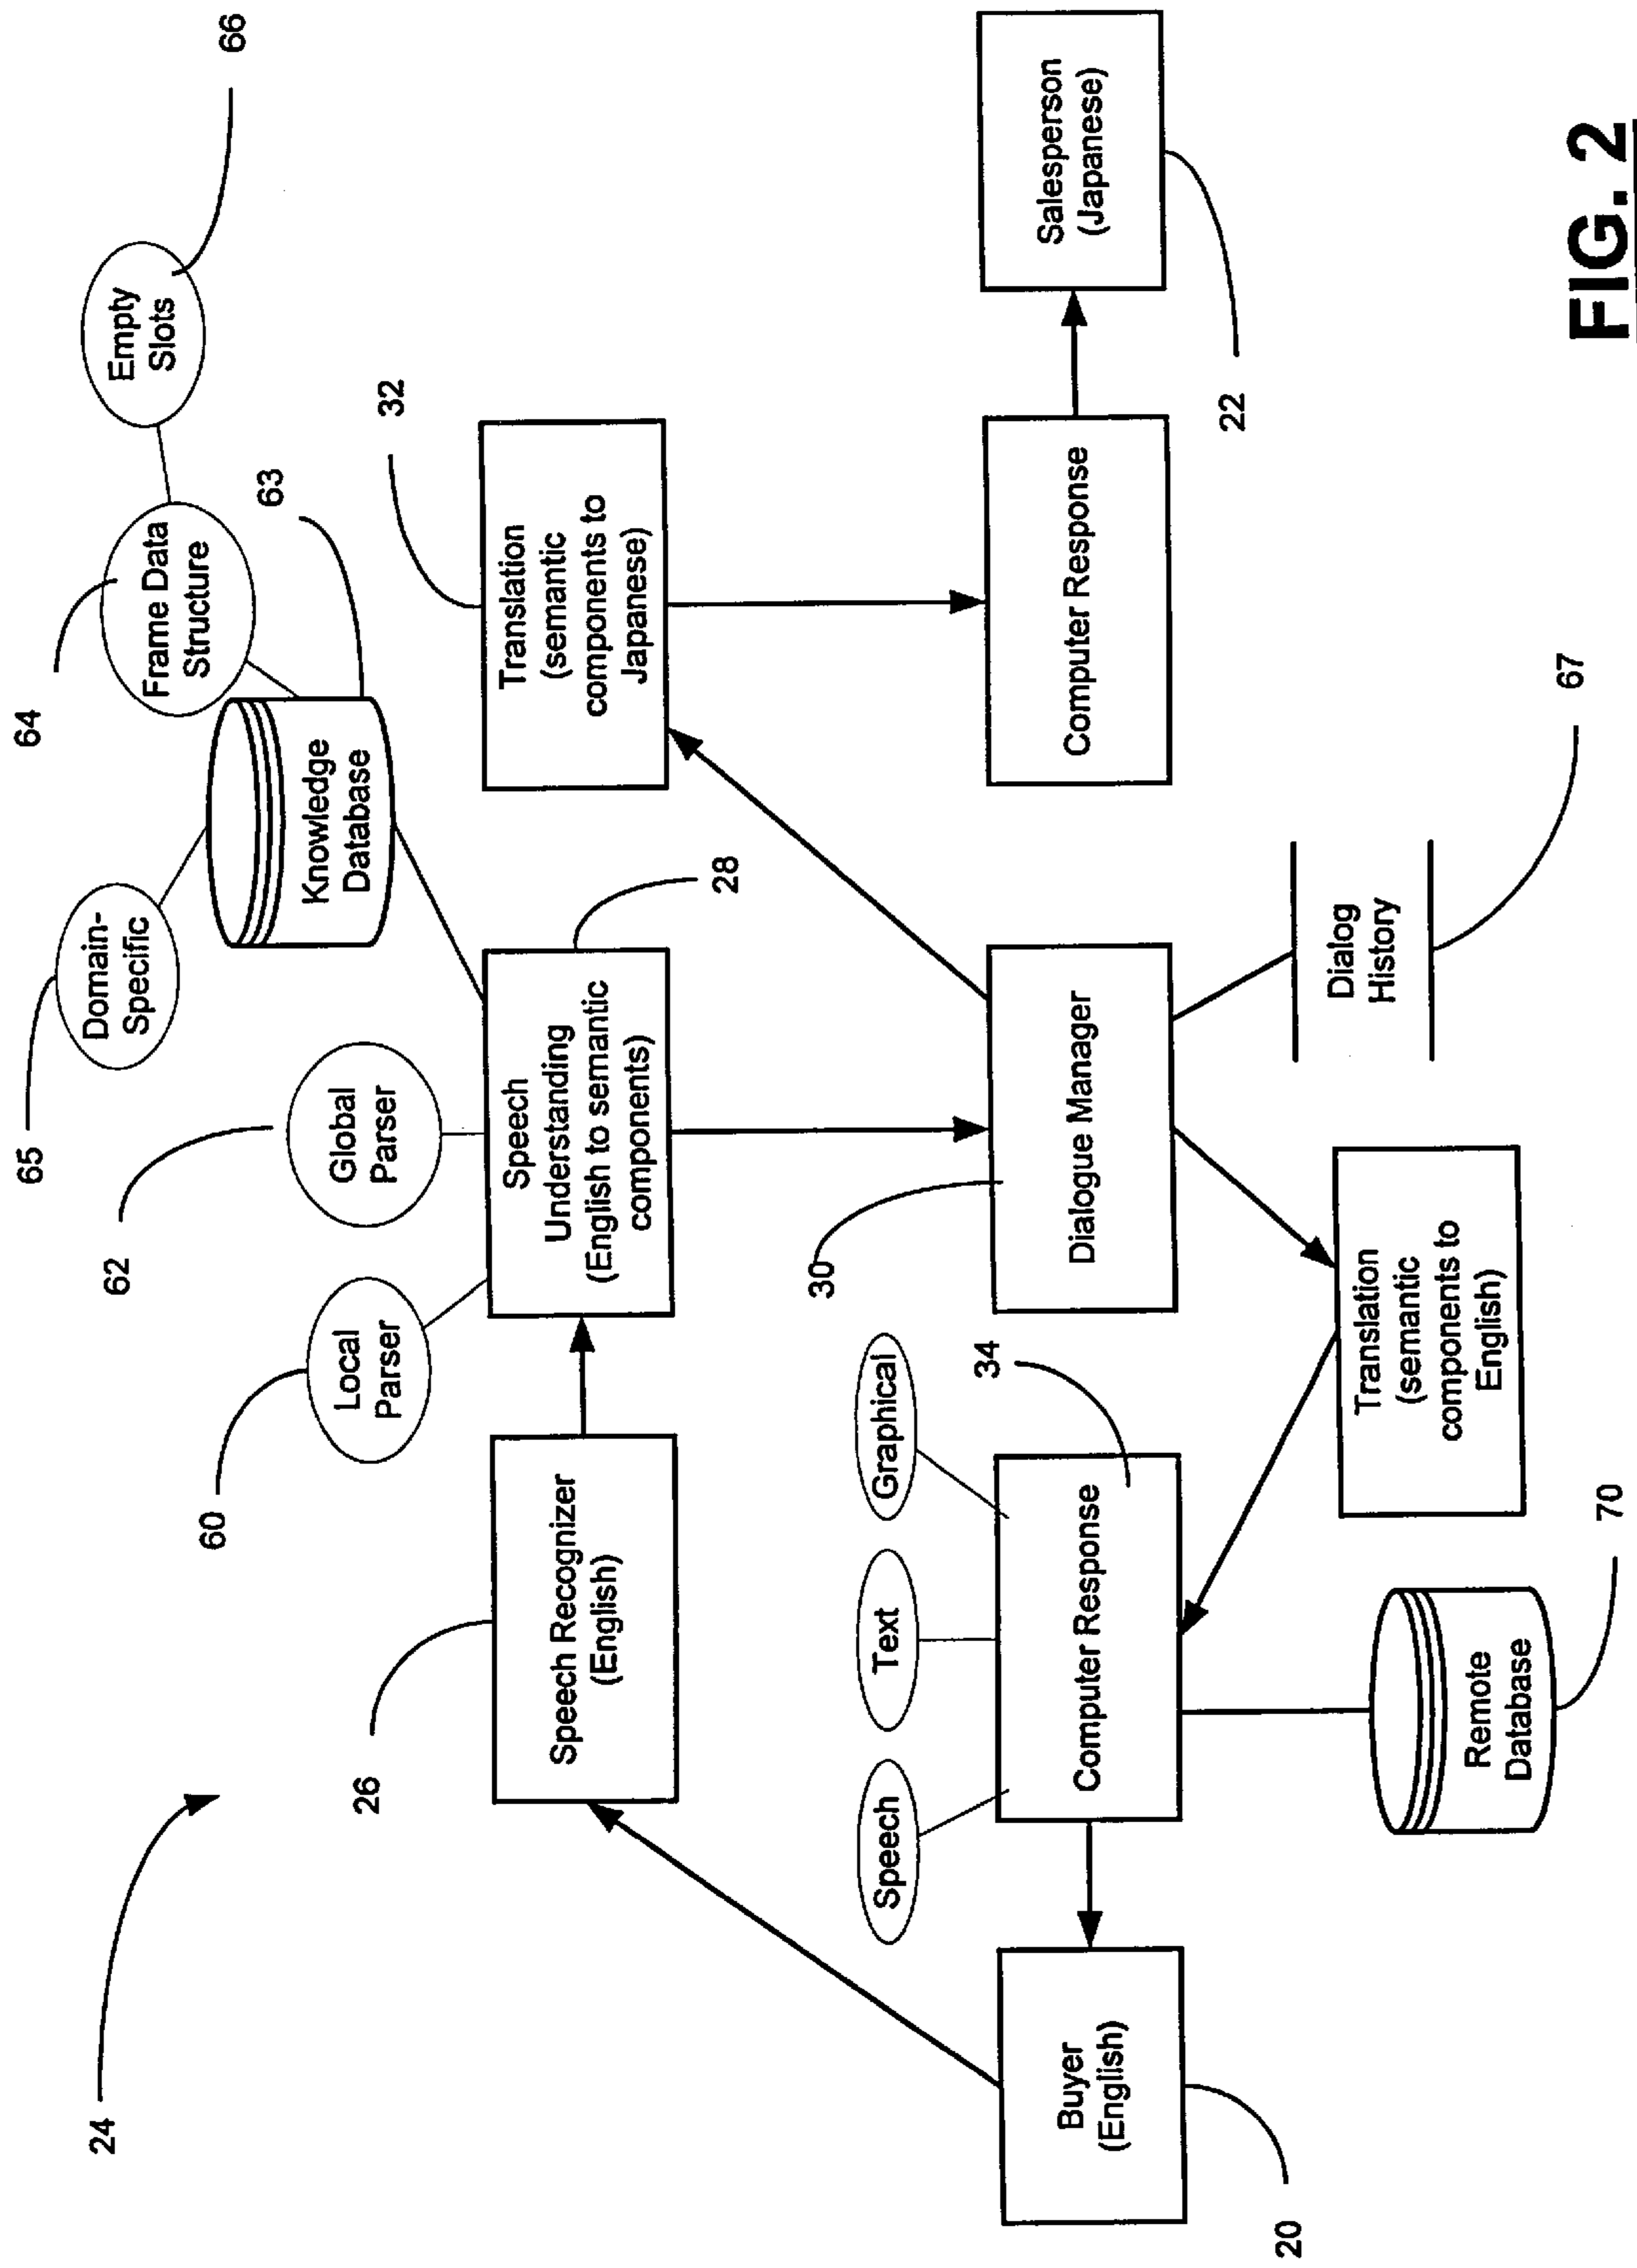 24
65
64
66
62
63
32
60
26
28
Domain-
Specific
Frame Data
Structure
Empty
Slots
Knowledge
Database
Global
Parser
Local
Parser
Speech Recognizer
(English)
Speech
Understanding
(English to semantic
components)
Translation
(semantic
components to
Japanese)
Speech
Text
Graphical
34
30
Buyer
(English)
Computer Response
Dialogue Manager
Computer Response
Salesperson
(Japanese)
20
22
Remote
Database
70
Translation
(semantic
components to
English)
Dialog
History
67
FIG. 2